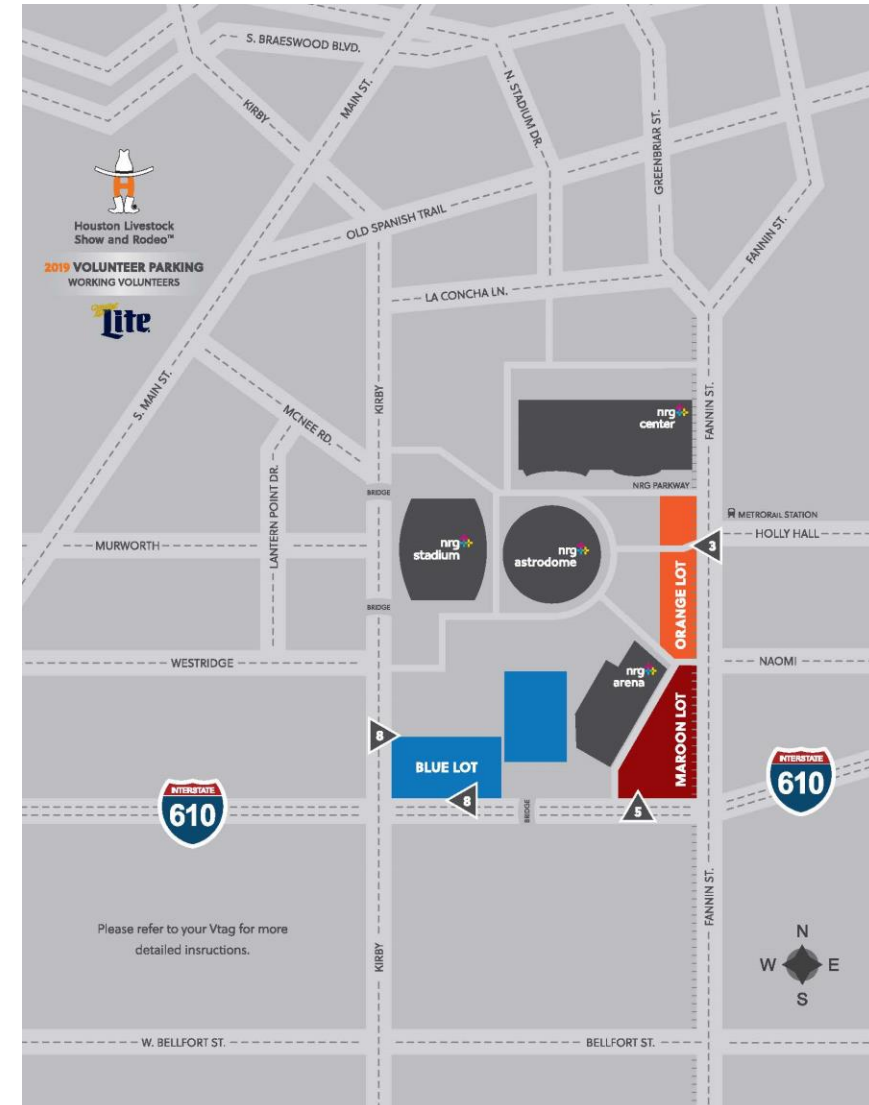 S. BRAESWOOD BLVD.
KIRBY
MAIN ST.
N. STADIUM DR.
GREENBRIAR ST.
H
Houston Livestock
Show and Rodeo™
2019 VOLUNTEER PARKING
WORKING VOLUNTEERS
Lite
OLD SPANISH TRAIL
FANNIN ST.
LA CONCHA LN.
S. MAIN ST.
MCNEE RD.
KIRBY
FANNIN ST.
nrg
center
LANTERN POINT DR.
NRG PARKWAY
BRIDGE
METRORAIL STATION
HOLLY HALL
3
MURWORTH
nrg
stadium
nrg
astrodome
ORANGE LOT
BRIDGE
WESTRIDGE
NAOMI
nrg
arena
MAROON LOT
8
BLUE LOT
INTERSTATE
610
INTERSTATE
610
8
BRIDGE
5
FANNIN ST.
Please refer to your Vtag for more
detailed insructions.
KIRBY
N
W
E
S
W. BELLFORT ST.
BELLFORT ST.